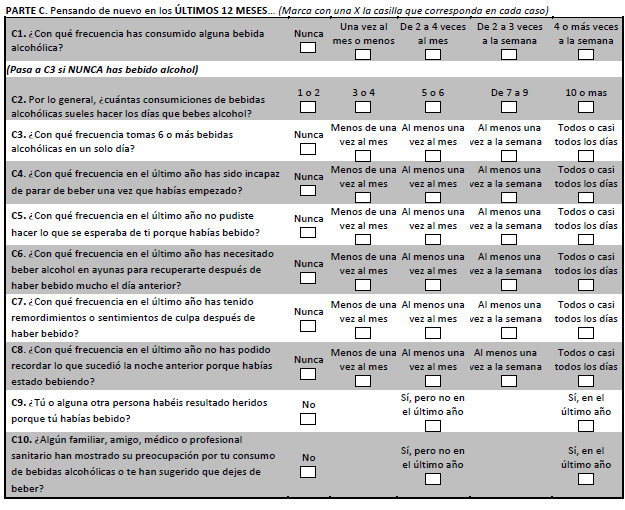 PARTE C. Pensando de nuevo en los ÚLTIMOS 12 MESES... (Marca con una X la casilla que corresponda en cada caso)
C1. ¿Con qué frecuencia has consumido alguna bebida alcohólica?
Nunca
Una vez al mes o menos
De 2 a 4 veces al mes
De 2 a 3 veces a la semana
4 o más veces a la semana
(Pasa a C3 si NUNCA has bebido alcohol)
C2. Por lo general, ¿cuántas consumiciones de bebidas alcohólicas sueles hacer los días que bebes alcohol?
1 o 2
3 o 4
5 o 6
De 7 a 9
10 o mas
C3. ¿Con qué frecuencia tomas 6 o más bebidas alcohólicas en un solo día?
Nunca
Menos de una vez al mes
Al menos una vez al mes
Al menos una vez a la semana
Todos o casi todos los días
C4. ¿Con qué frecuencia en el último año has sido incapaz de parar de beber una vez que habías empezado?
Nunca
Menos de una vez al mes
Al menos una vez al mes
Al menos una vez a la semana
Todos o casi todos los días
C5. ¿Con qué frecuencia en el último año no pudiste hacer lo que se esperaba de ti porque habías bebido?
Nunca
Menos de una vez al mes
Al menos una vez al mes
Al menos una vez a la semana
Todos o casi todos los días
C6. ¿Con qué frecuencia en el último año has necesitado beber alcohol en ayunas para recuperarte después de haber bebido mucho el día anterior?
Nunca
Menos de una vez al mes
Al menos una vez al mes
Al menos una vez a la semana
Todos o casi todos los días
C7. ¿Con qué frecuencia en el último año has tenido remordimientos o sentimientos de culpa después de haber bebido?
Nunca
Menos de una vez al mes
Al menos una vez al mes
Al menos una vez a la semana
Todos o casi todos los días
C8. ¿Con qué frecuencia en el último año no has podido recordar lo que sucedió la noche anterior porque habías estado bebiendo?
Nunca
Menos de una vez al mes
Al menos una vez al mes
Al menos una vez a la semana
Todos o casi todos los días
C9. ¿Tú o alguna otra persona habéis resultado heridos porque tú habías bebido?
No
Sí, pero no en el último año
Sí, en el último año
C10. ¿Algún familiar, amigo, médico o profesional sanitario han mostrado su preocupación por tu consumo de bebidas alcohólicas o te han sugerido que dejes de beber?
No
Sí, pero no en el último año
Sí, en el último año